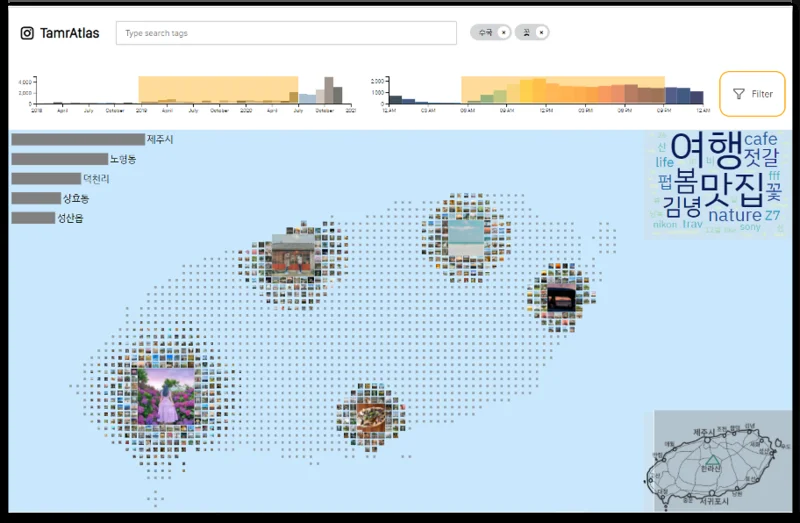 TamrAtlas
Type search tags
수국 ×
꽃 ×
4,000
2,000
0
2,000
1,000
0
2018 April July October 2019 April July October 2020 April July October 2021
12 AM 03 AM 06 AM 09 AM 12 PM 03 PM 06 PM 09 PM 12 AM
Filter
제주시
노형동
덕천리
상효동
성산읍
여행 cafe
life 젓갈
펍 봄 맛집 fff
꽃
김녕 nature Z7
nikon trav sony
제주시
한라산
서귀포시